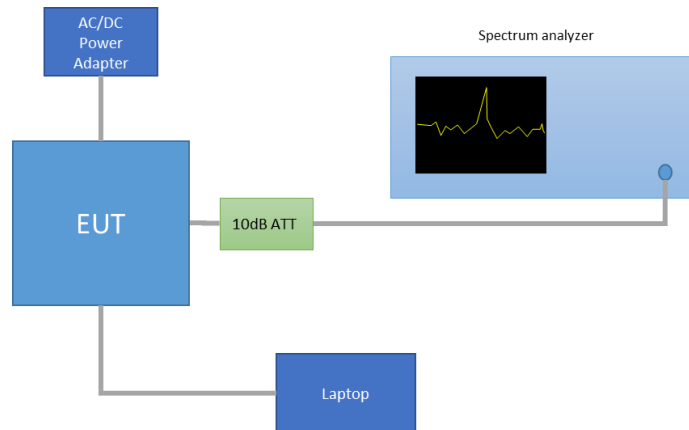 AC/DC
Power
Adapter
Spectrum analyzer
EUT
10dB ATT
Laptop